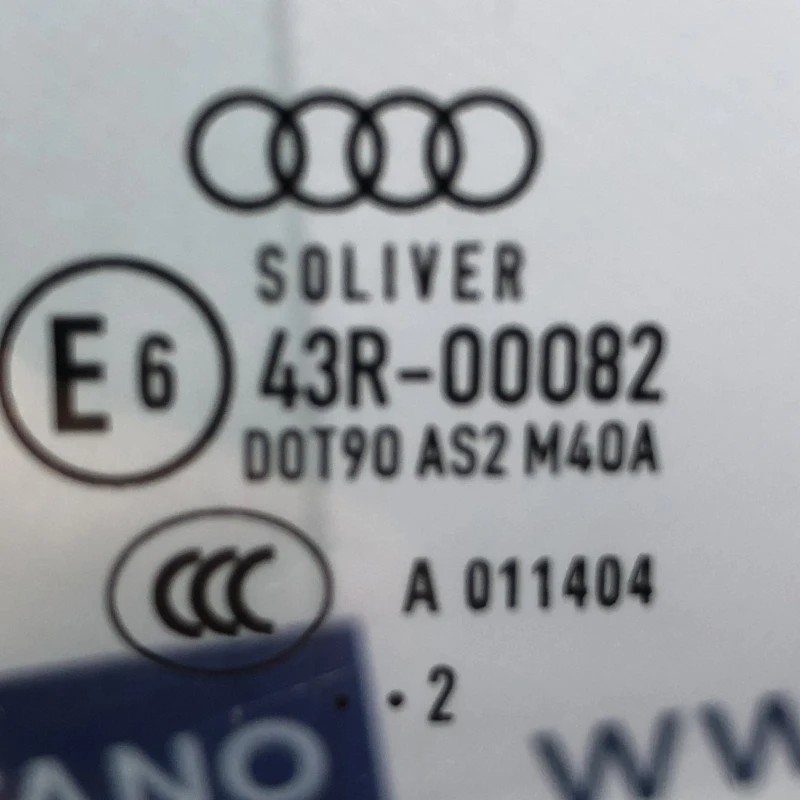 SOLIVER
E 6
43R-00082
DOT90 AS2 M40A
CCC
A 011404
. . 2
ANO
WW